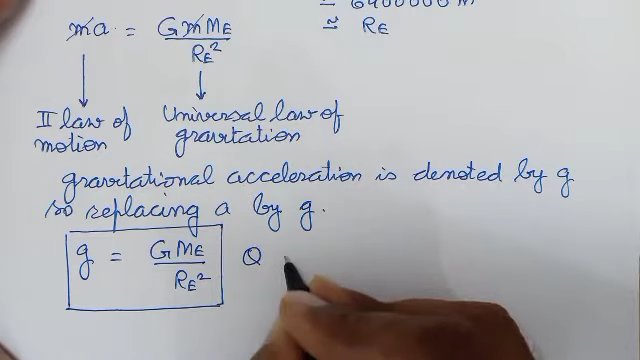 ≅ 6400000 m
≅ RE
ma = GmME / RE²
II law of motion
Universal law of gravitation
gravitational acceleration is denoted by g
so replacing a by g.
g = GME / RE²